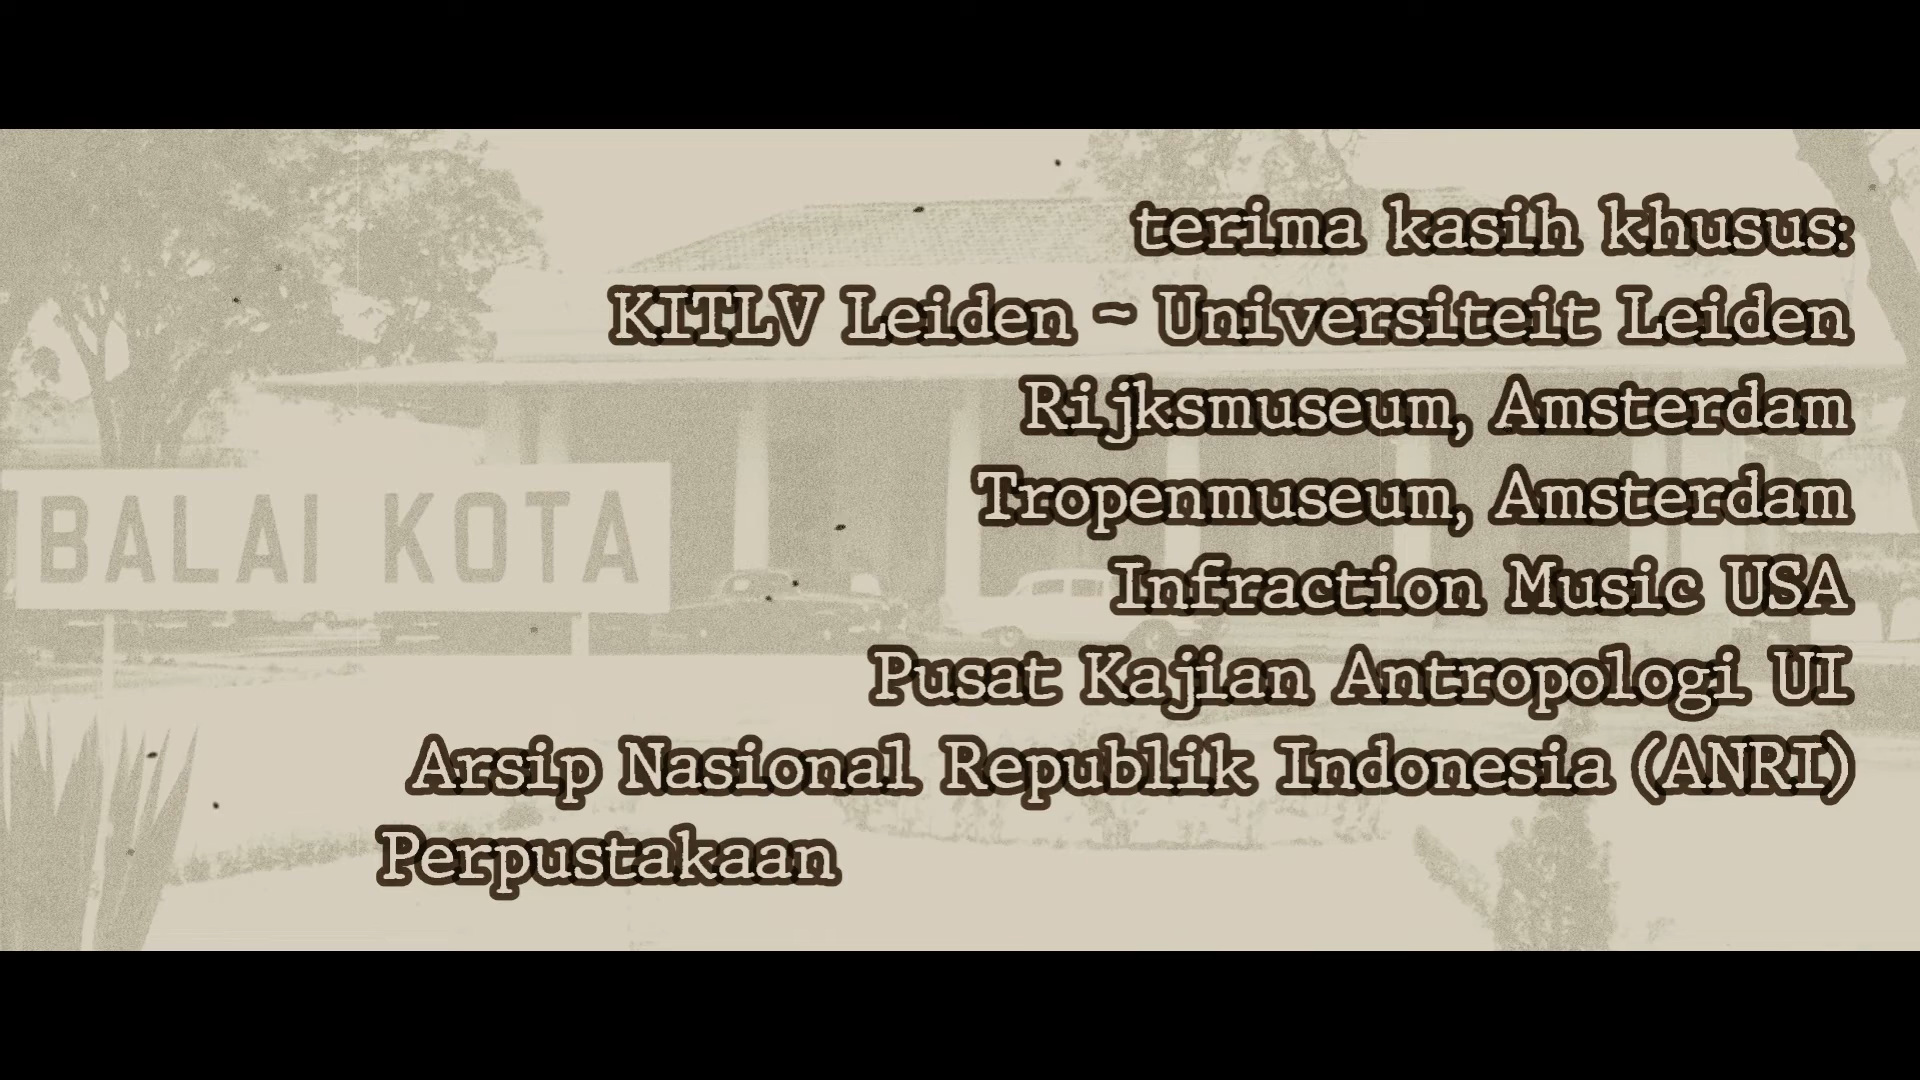 terima kasih khusus:
KITLV Leiden ~ Universiteit Leiden
Rijksmuseum, Amsterdam
Tropenmuseum, Amsterdam
BALAI KOTA
Infraction Music USA
Pusat Kajian Antropologi UI
Arsip Nasional Republik Indonesia (ANRI)
Perpustakaan